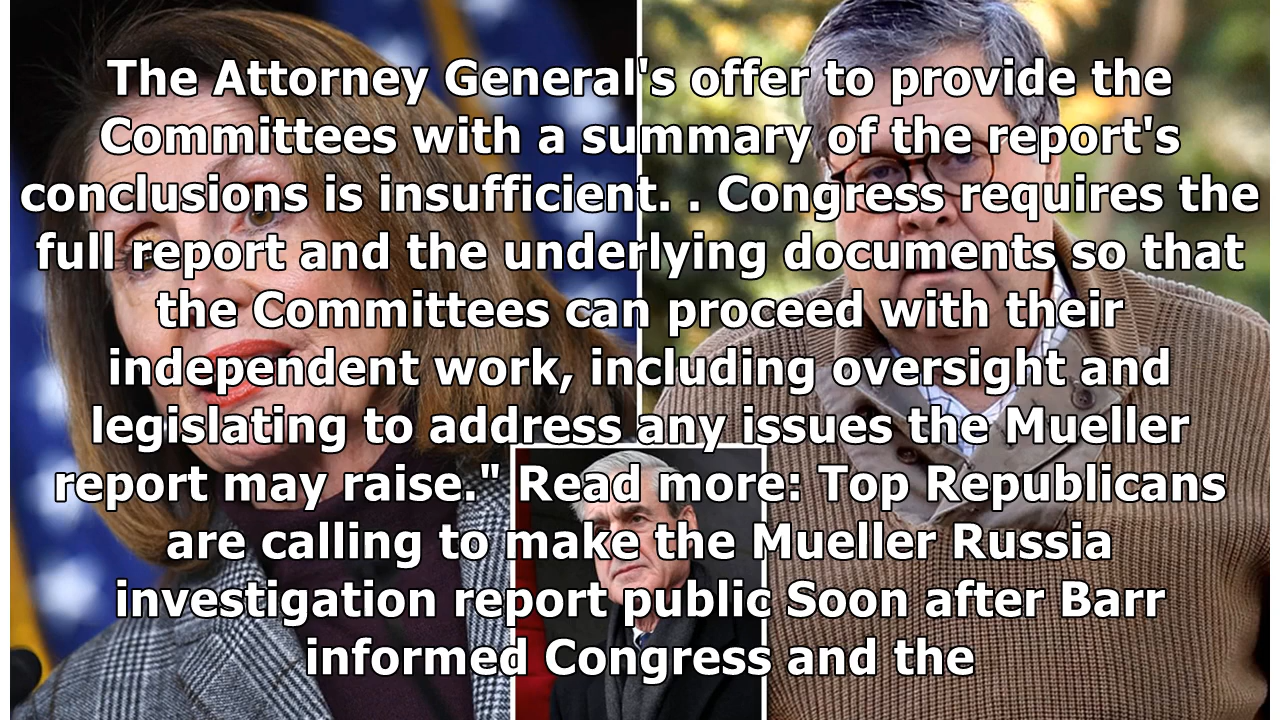 The Attorney General's offer to provide the
Committees with a summary of the report's
conclusions is insufficient. . Congress requires the
full report and the underlying documents so that
the Committees can proceed with their
independent work, including oversight and
legislating to address any issues the Mueller
report may raise." Read more: Top Republicans
are calling to make the Mueller Russia
investigation report public Soon after Barr
informed Congress and the